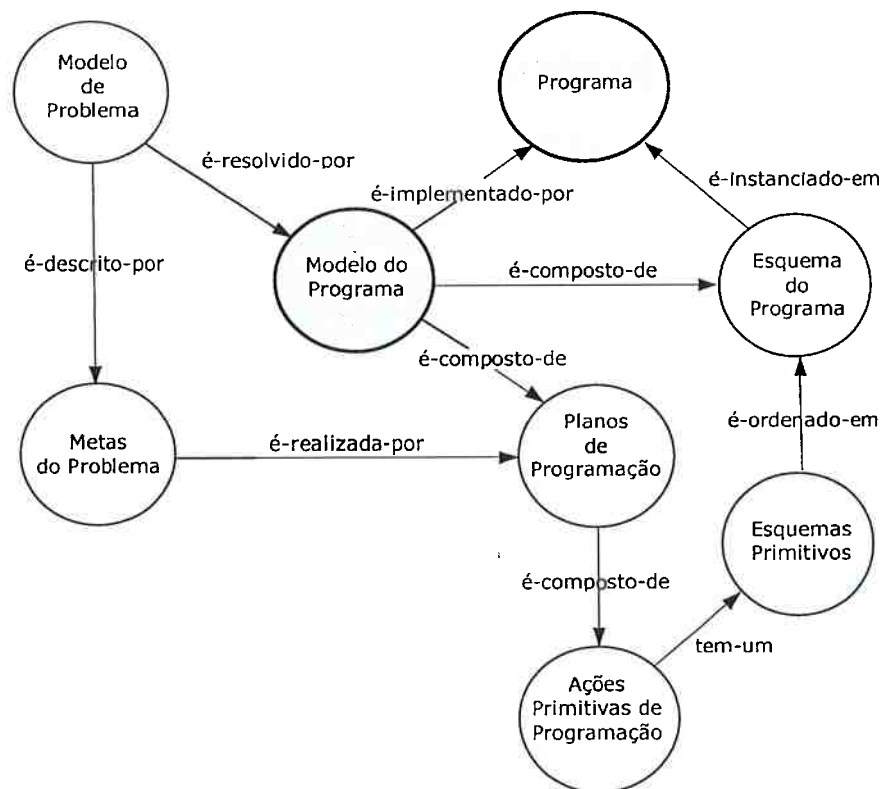 Modelo
de
Problema
Programa
é-resolvido-por
é-implementado-por
é-instanciado-em
é-descrito-por
Modelo do
Programa
é-composto-de
Esquema
do
Programa
é-composto-de
Metas
do Problema
é-realizada-por
Planos
de
Programação
é-ordenado-em
Esquemas
Primitivos
é-composto-de
tem-um
Ações
Primitivas de
Programação